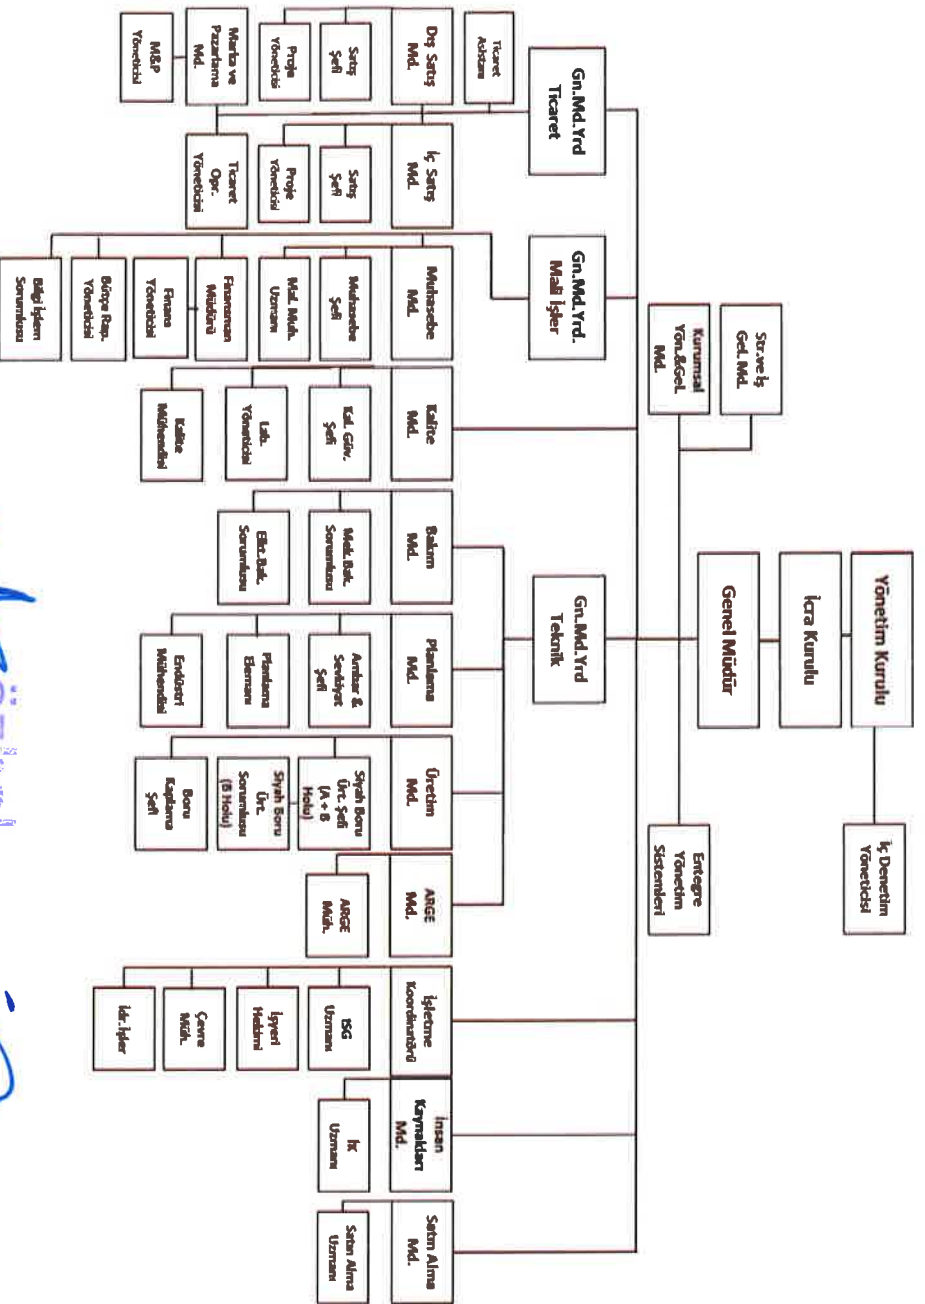 Yönetim Kurulu
İç Denetim
Yöneticisi
İcra Kurulu
Genel Müdür
Str.ve İş
Gel. Md.
Kurumsal
Yön.&Gel.
Md.
Entegre
Yönetim
Sistemleri
Gn.Md.Yrd
Ticaret
Gn.Md.Yrd.
Mali İşler
Gn.Md.Yrd
Teknik
Ticaret
Asistanı
Dış Satış
Md.
Satış
Şefi
Proje
Yöneticisi
Marka ve
Pazarlama
Md.
M&P
Yöneticisi
İç Satış
Md.
Satış
Şefi
Proje
Yöneticisi
Ticaret
Opr.
Yöneticisi
Muhasebe
Md.
Muhasebe
Şefi
Mal. Muh.
Uzmanı
Finansman
Müdürü
Finans
Yöneticisi
Bütçe Rap.
Yöneticisi
Bilgi İşlem
Sorumlusu
Kalite
Md.
Kal. Güv.
Şefi
Lab.
Yöneticisi
Kalite
Mühendisi
Bakım
Md.
Mek.Bak.
Sorumlusu
Elkt.Bak.
Sorumlusu
Planlama
Md.
Ambar &
Sevkiyat
Şefi
Planlama
Elemanı
Endüstri
Mühendisi
Üretim
Md.
Siyah Boru
Ürt. Şefi
(A + B
Holu)
Siyah Boru
Ürt.
Sorumlusu
(B Holu)
Boru
Kaplama
Şefi
ARGE
Md.
ARGE
Müh.
İşletme
Koordinatörü
ISG
Uzmanı
İşyeri
Hekimi
Çevre
Müh.
İdr. İşler
İnsan
Kaynakları
Md.
İK
Uzmanı
Satın Alma
Md.
Satın Alma
Uzmanı